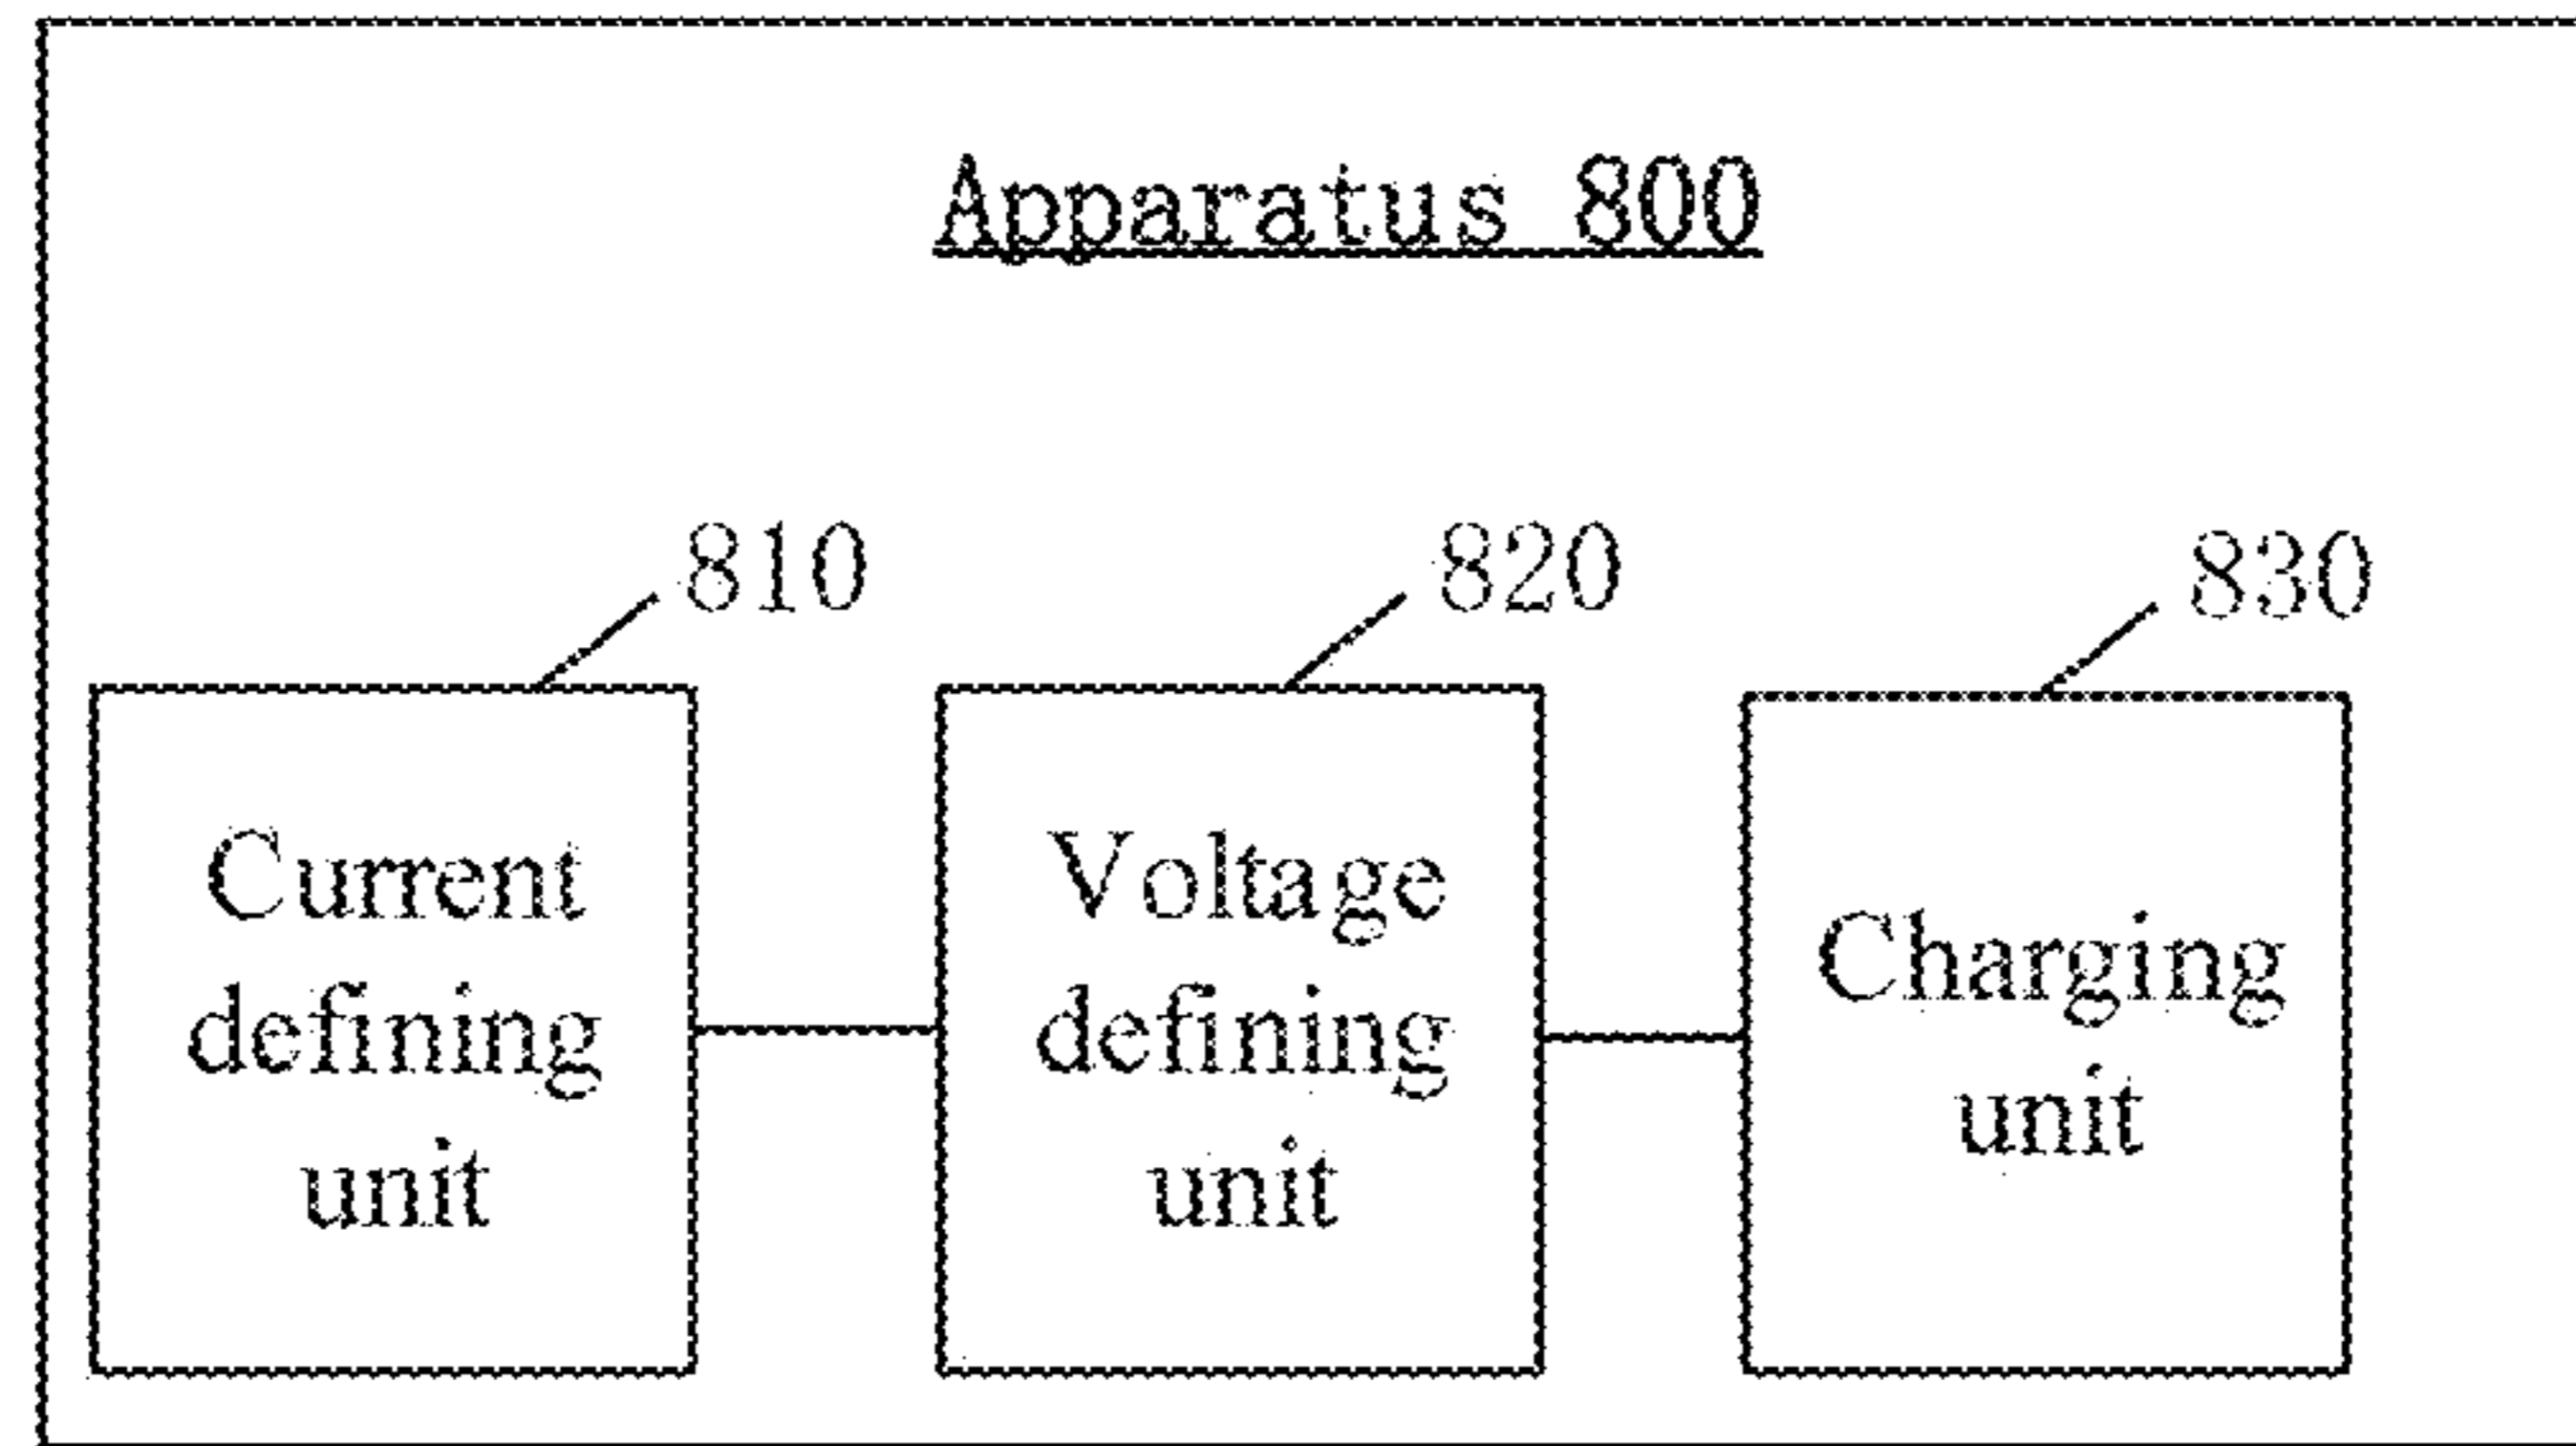 Apparatus 800
810
820
830
Current
defining
unit
Voltage
defining
unit
Charging
unit